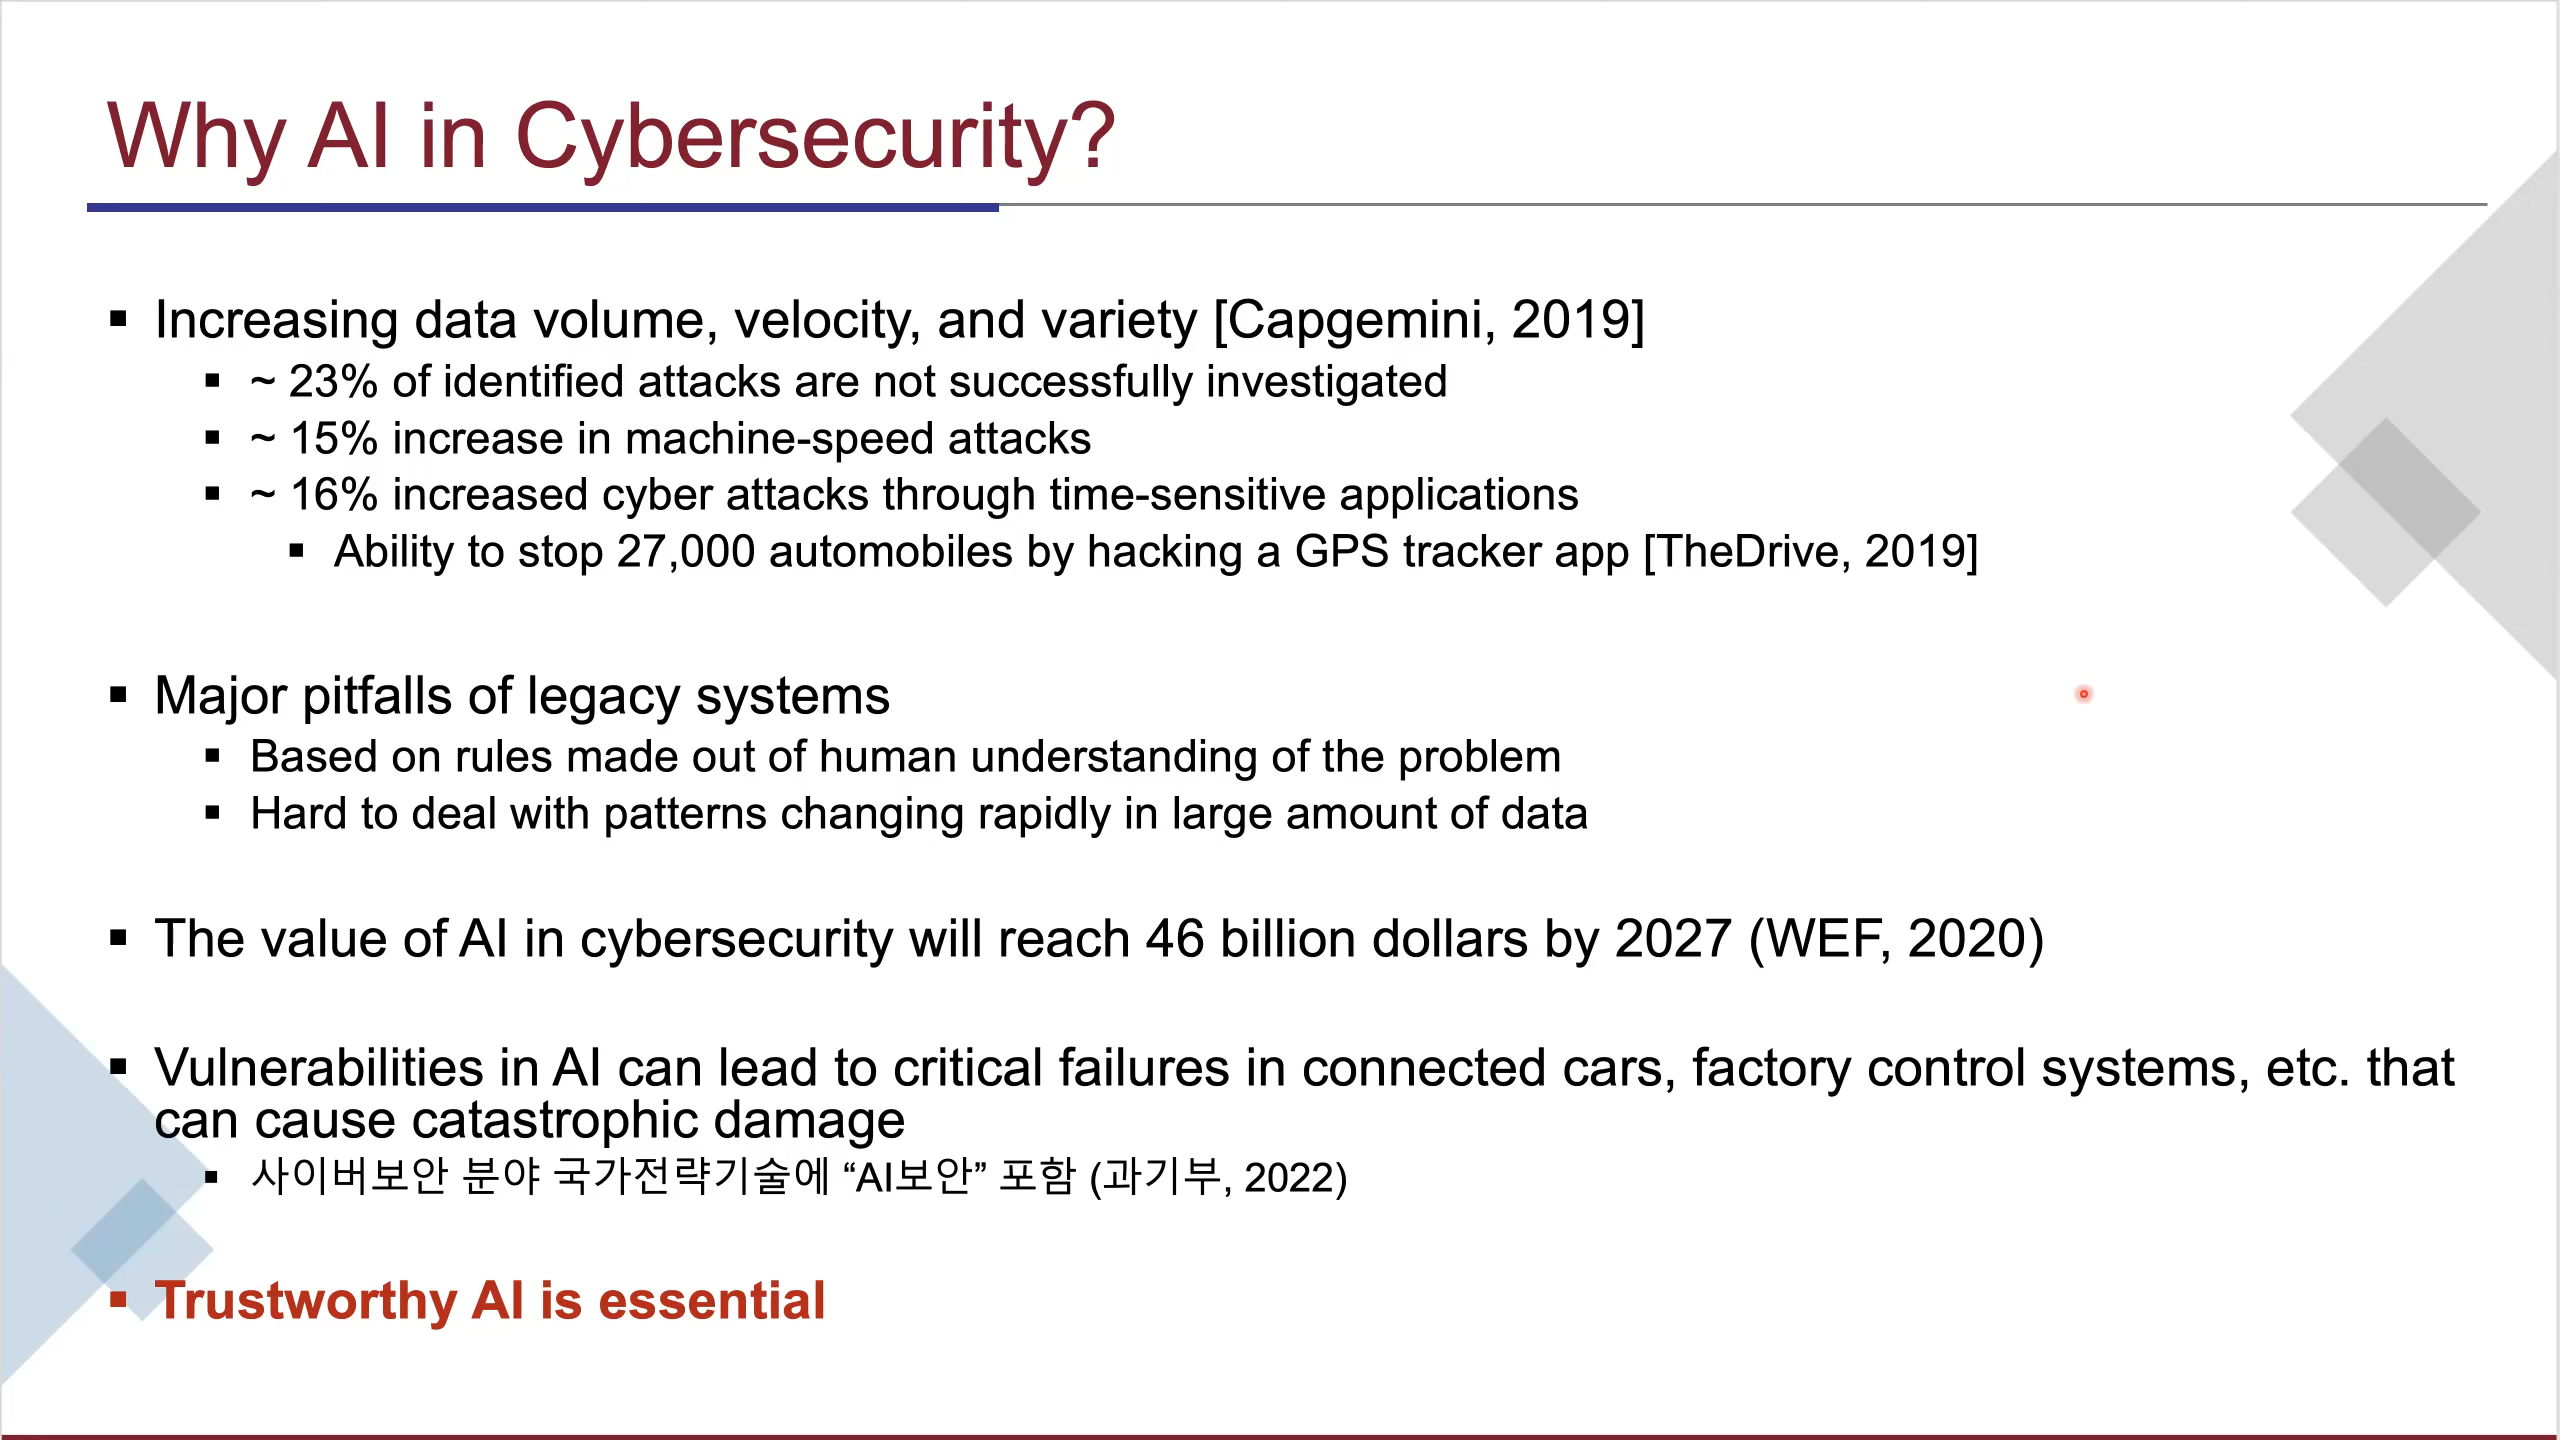 Why AI in Cybersecurity?
▪ Increasing data volume, velocity, and variety [Capgemini, 2019]
▪ ~ 23% of identified attacks are not successfully investigated
▪ ~ 15% increase in machine-speed attacks
▪ ~ 16% increased cyber attacks through time-sensitive applications
▪ Ability to stop 27,000 automobiles by hacking a GPS tracker app [TheDrive, 2019]
▪ Major pitfalls of legacy systems
▪ Based on rules made out of human understanding of the problem
▪ Hard to deal with patterns changing rapidly in large amount of data
▪ The value of AI in cybersecurity will reach 46 billion dollars by 2027 (WEF, 2020)
▪ Vulnerabilities in AI can lead to critical failures in connected cars, factory control systems, etc. that
can cause catastrophic damage
▪ 사이버보안 분야 국가전략기술에 “AI보안” 포함 (과기부, 2022)
▪ Trustworthy AI is essential